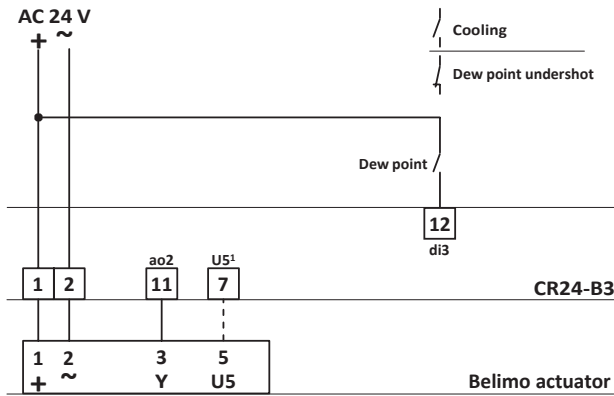 AC 24 V
+ ~
Cooling
Dew point undershot
Dew point
12
di3
ao2 U5¹
1 2 11 7
CR24-B3
1 2 3 5
+ ~ Y U5
Belimo actuator